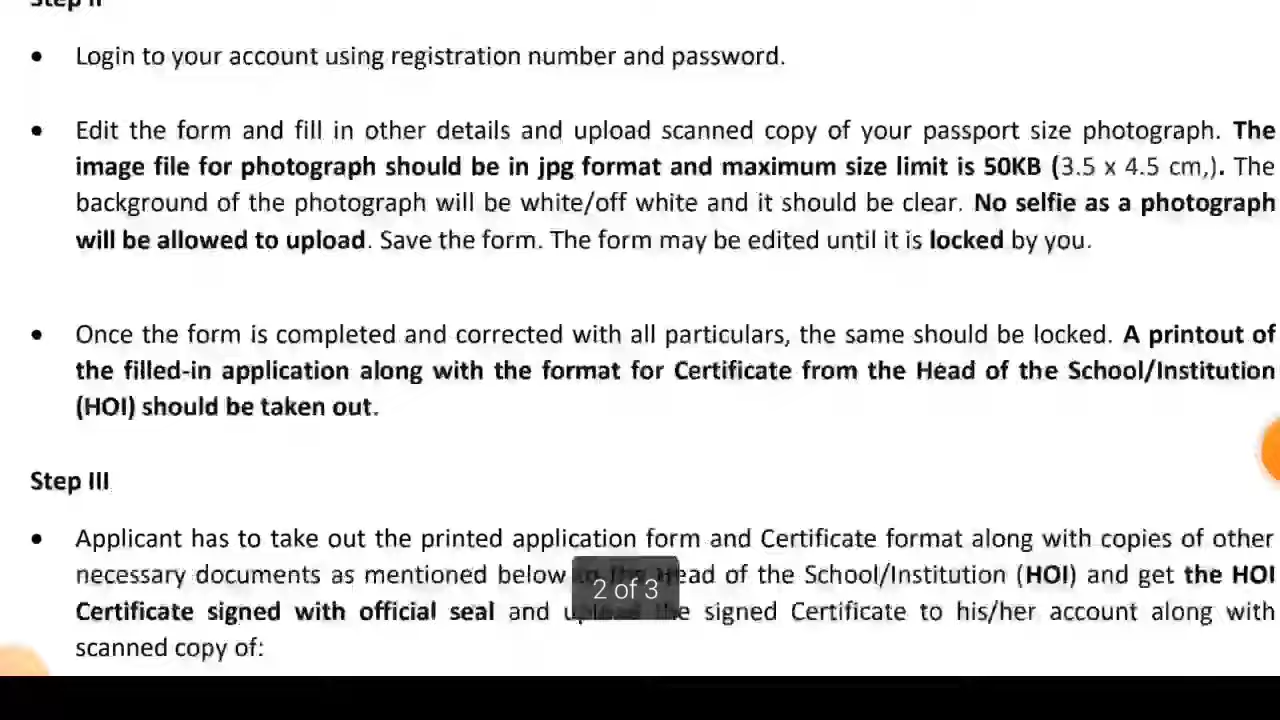 Step II
• Login to your account using registration number and password.
• Edit the form and fill in other details and upload scanned copy of your passport size photograph. The
image file for photograph should be in jpg format and maximum size limit is 50KB (3.5 x 4.5 cm,). The
background of the photograph will be white/off white and it should be clear. No selfie as a photograph
will be allowed to upload. Save the form. The form may be edited until it is locked by you.
• Once the form is completed and corrected with all particulars, the same should be locked. A printout of
the filled-in application along with the format for Certificate from the Head of the School/Institution
(HOI) should be taken out.
Step III
• Applicant has to take out the printed application form and Certificate format along with copies of other
necessary documents as mentioned below to the Head of the School/Institution (HOI) and get the HOI
2 of 3
Certificate signed with official seal and upload the signed Certificate to his/her account along with
scanned copy of: